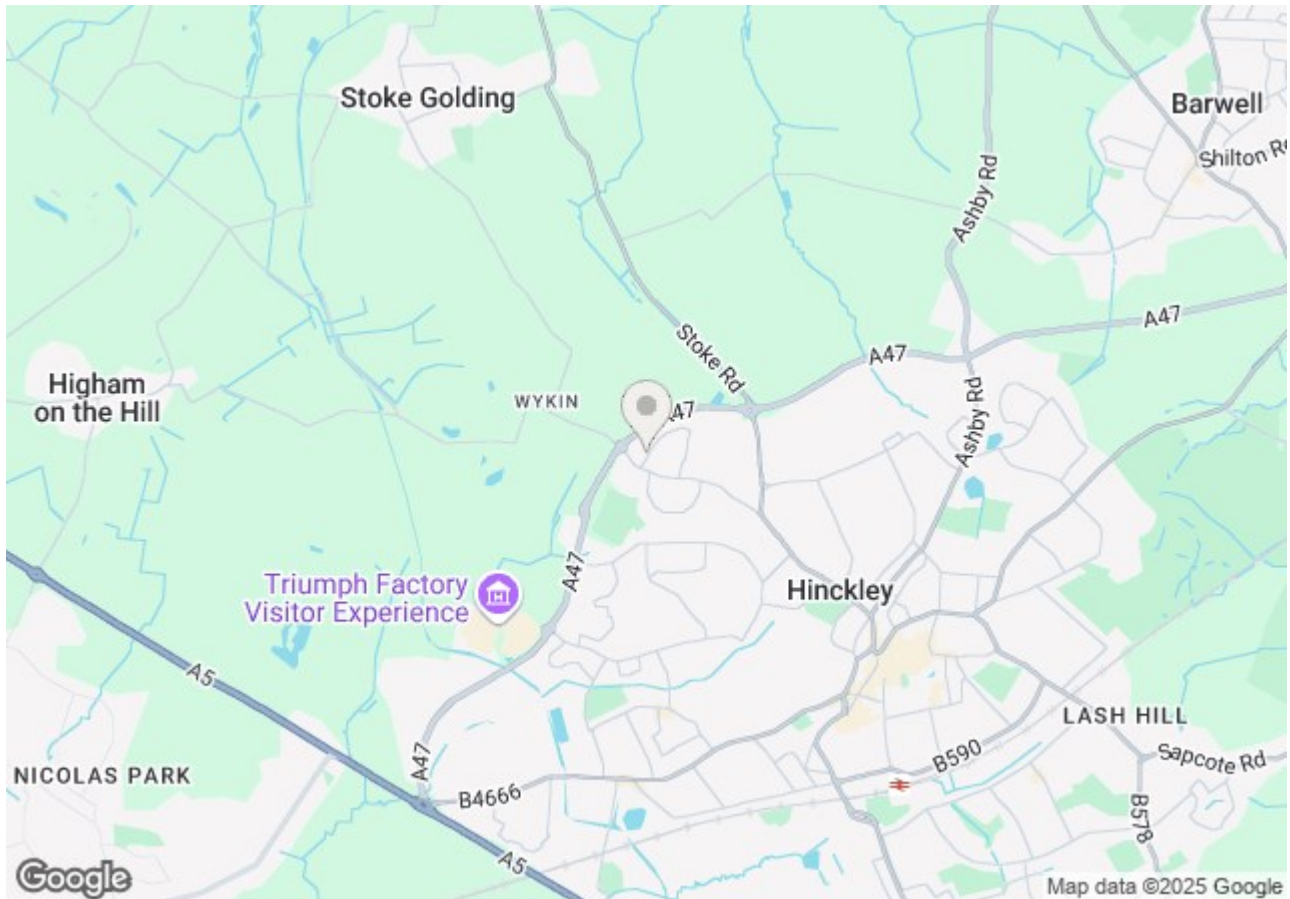 Stoke Golding
Barwell
Shilton R
Ashby Rd
A47
Stoke Rd
A47
Higham
on the Hill
WYKIN
47
Ashby Rd
A47
Triumph Factory
Visitor Experience
Hinckley
A5
LASH HILL
NICOLAS PARK
A47
B590
Sapcote Rd
B4666
B578
A5
Google
Map data ©2025 Google